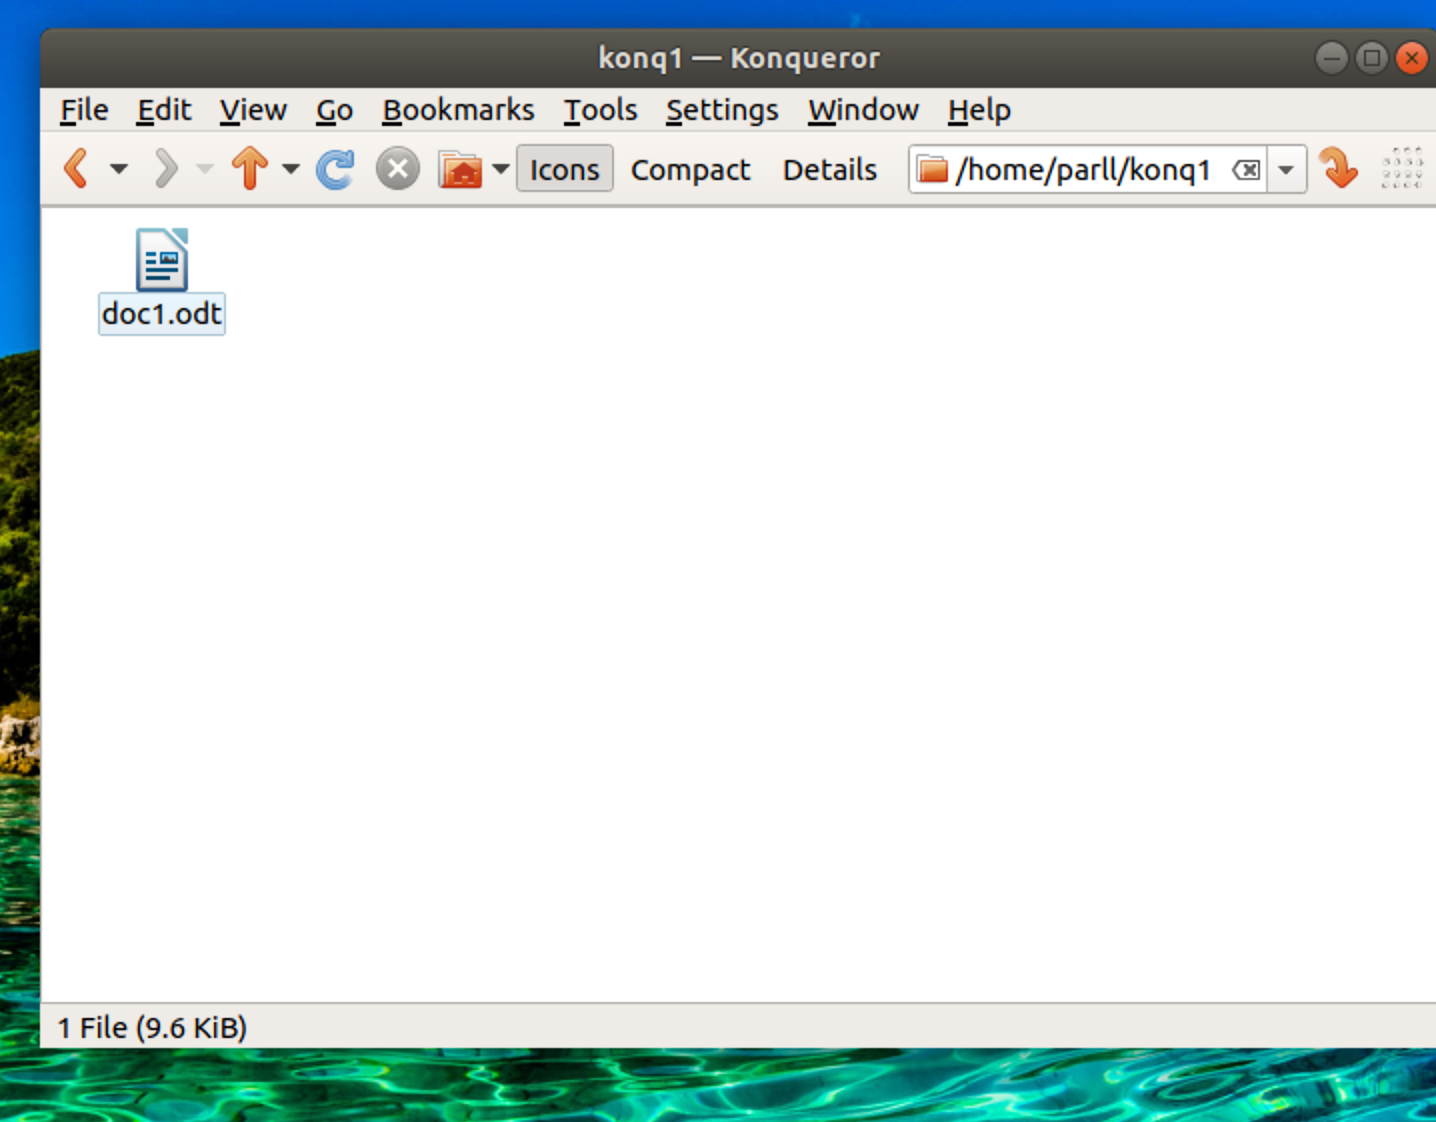 konq1 — Konqueror
File Edit View Go Bookmarks Tools Settings Window Help
Icons Compact Details /home/parll/konq1
doc1.odt
1 File (9.6 KiB)